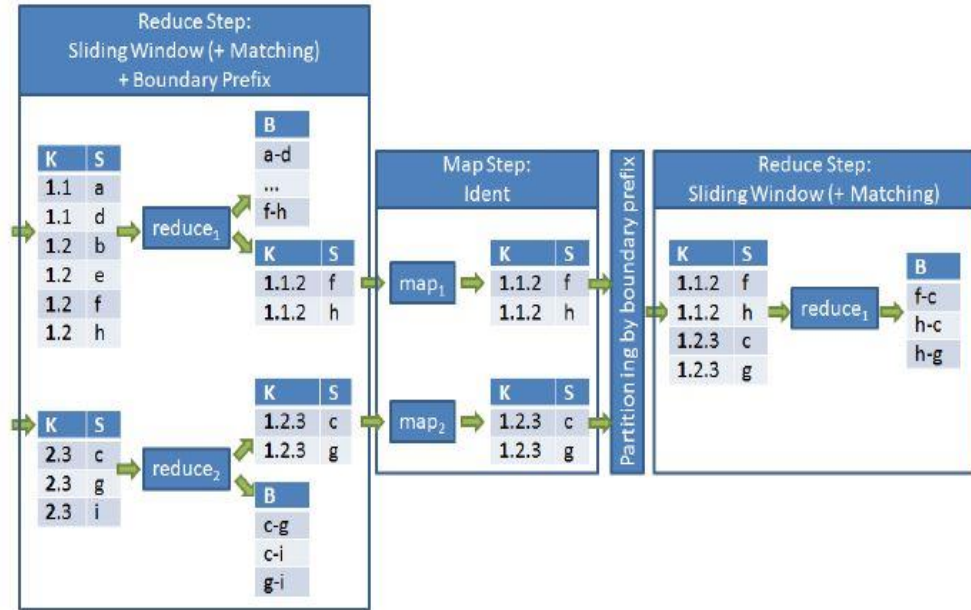 Reduce Step:
Sliding Window (+ Matching)
+ Boundary Prefix
K S
1.1 a
1.1 d
1.2 b
1.2 e
1.2 f
1.2 h
reduce1
B
a-d
...
f-h
K S
1.1.2 f
1.1.2 h
K S
2.3 c
2.3 g
2.3 i
reduce2
K S
1.2.3 c
1.2.3 g
B
c-g
c-i
g-i
Map Step:
Ident
map1
K S
1.1.2 f
1.1.2 h
map2
K S
1.2.3 c
1.2.3 g
Partitioning by boundary prefix
Reduce Step:
Sliding Window (+ Matching)
K S
1.1.2 f
1.1.2 h
1.2.3 c
1.2.3 g
reduce1
B
f-c
h-c
h-g